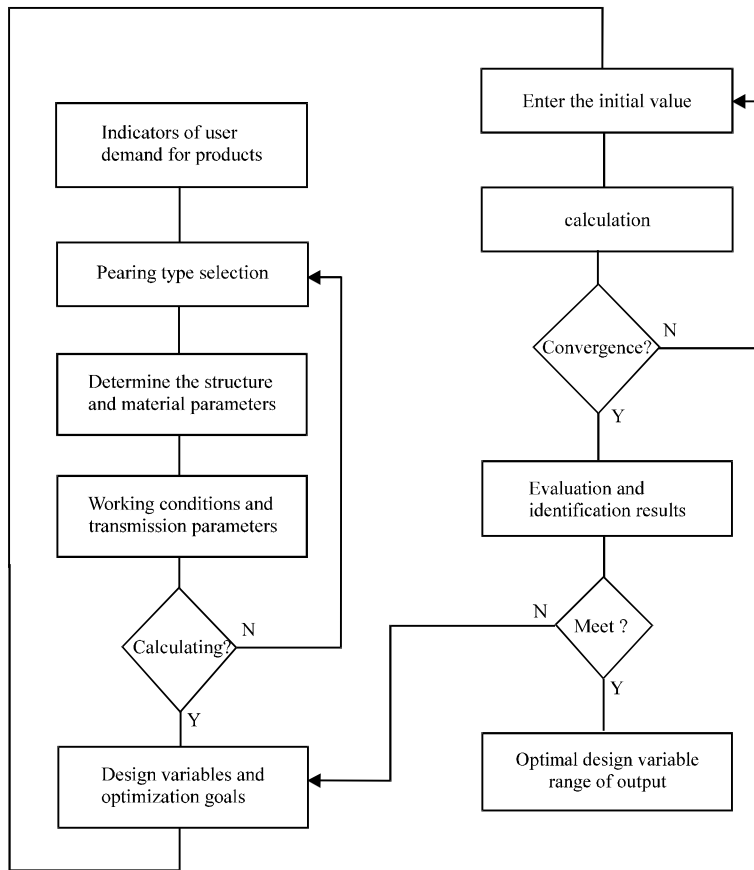 Indicators of user
demand for products
Pearing type selection
Determine the structure
and material parameters
Working conditions and
transmission parameters
Calculating?
N
Y
Design variables and
optimization goals
Enter the initial value
calculation
Convergence?
N
Y
Evaluation and
identification results
Meet ?
N
Y
Optimal design variable
range of output